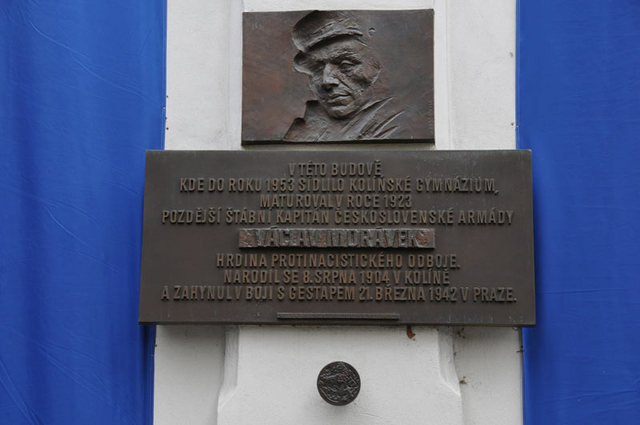 V TÉTO BUDOVĚ
KDE DO ROKU 1953 SÍDLILO KOLÍNSKÉ GYMNÁZIUM,
MATUROVAL V ROCE 1923
POZDĚJŠÍ ŠTÁBNÍ KAPITÁN ČESKOSLOVENSKÉ ARMÁDY
VÁCLAV MORÁVEK
HRDINA PROTINACISTICKÉHO ODBOJE.
NARODIL SE 8. SRPNA 1904 V KOLÍNĚ
A ZAHYNUL V BOJI S GESTAPEM 21. BŘEZNA 1942 V PRAZE.